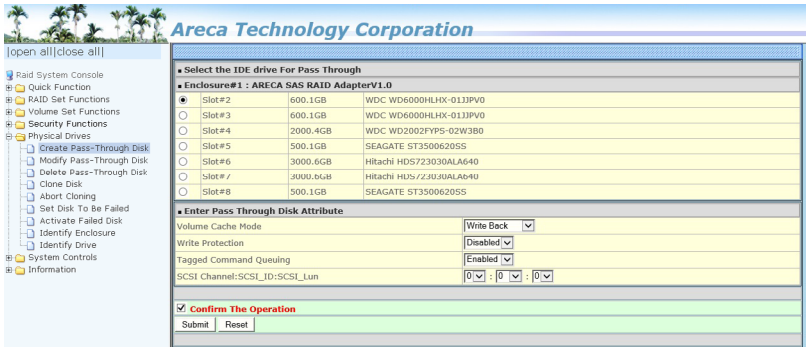 Areca Technology Corporation
|open all|close all|
Raid System Console
Quick Function
RAID Set Functions
Volume Set Functions
Security Functions
Physical Drives
Create Pass-Through Disk
Modify Pass-Through Disk
Delete Pass-Through Disk
Clone Disk
Abort Cloning
Set Disk To Be Failed
Activate Failed Disk
Identify Enclosure
Identify Drive
System Controls
Information
Select the IDE drive For Pass Through
Enclosure#1 : ARECA SAS RAID AdapterV1.0
Slot#2 600.1GB WDC WD6000HLHX-01JJPV0
Slot#3 600.1GB WDC WD6000HLHX-01JJPV0
Slot#4 2000.4GB WDC WD2002FYPS-02W3B0
Slot#5 500.1GB SEAGATE ST3500620SS
Slot#6 3000.6GB Hitachi HDS723030ALA640
Slot#7 3000.6GB Hitachi HDS723030ALA640
Slot#8 500.1GB SEAGATE ST3500620SS
Enter Pass Through Disk Attribute
Volume Cache Mode Write Back
Write Protection Disabled
Tagged Command Queuing Enabled
SCSI Channel:SCSI_ID:SCSI_Lun 0 : 0 : 0
Confirm The Operation
Submit Reset